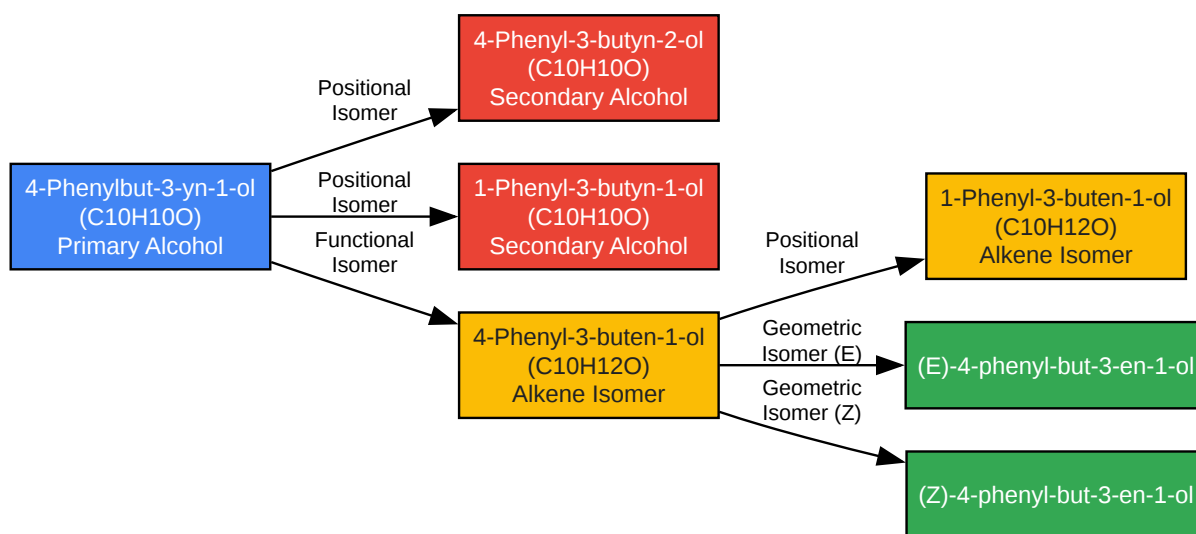 4-Phenylbut-3-yn-1-ol
(C10H10O)
Primary Alcohol
Positional
Isomer
4-Phenyl-3-butyn-2-ol
(C10H10O)
Secondary Alcohol
Positional
Isomer
1-Phenyl-3-butyn-1-ol
(C10H10O)
Secondary Alcohol
Functional
Isomer
4-Phenyl-3-buten-1-ol
(C10H12O)
Alkene Isomer
Positional
Isomer
1-Phenyl-3-buten-1-ol
(C10H12O)
Alkene Isomer
Geometric
Isomer (E)
(E)-4-phenyl-but-3-en-1-ol
Geometric
Isomer (Z)
(Z)-4-phenyl-but-3-en-1-ol